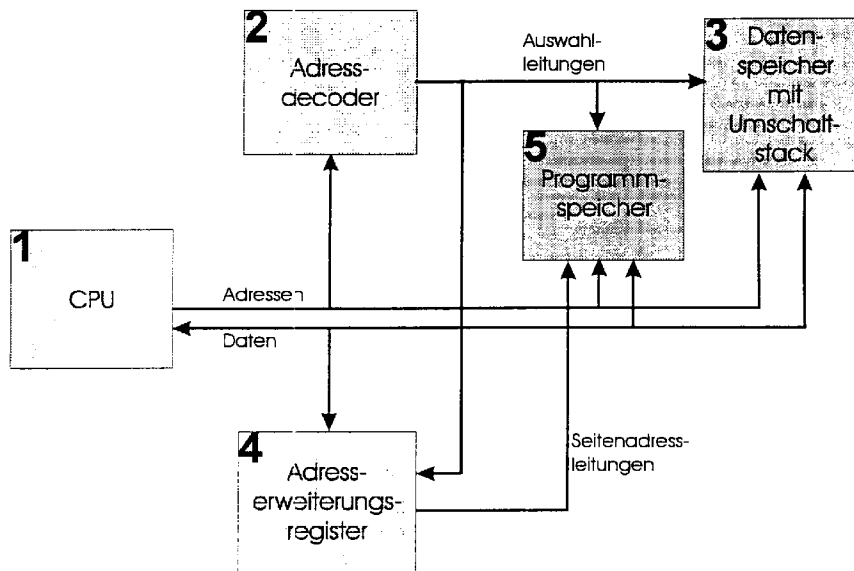 2
Adress-
decoder
Auswahl-
leitungen
3
Daten-
speicher
mit
Umschalt-
stack
5
Programm-
speicher
1
CPU
Adressen
Daten
4
Adress-
erweiterungs-
register
Seitenadress-
leitungen